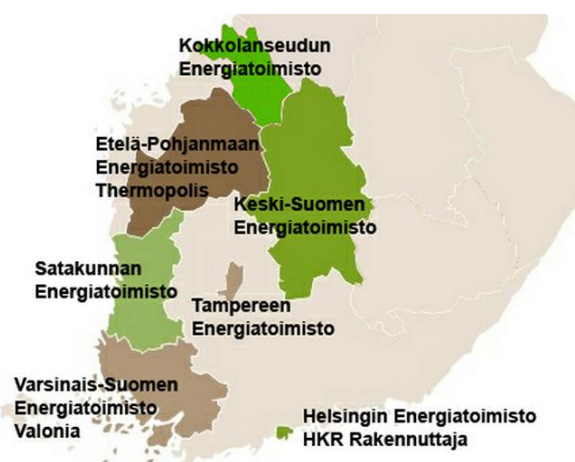 Kokkolanseudun
Energiatoimisto
Etelä-Pohjanmaan
Energiatoimisto
Thermopolis
Keski-Suomen
Energiatoimisto
Satakunnan
Energiatoimisto
Tampereen
Energiatoimisto
Varsinais-Suomen
Energiatoimisto
Valonia
Helsingin Energiatoimisto
HKR Rakennuttaja